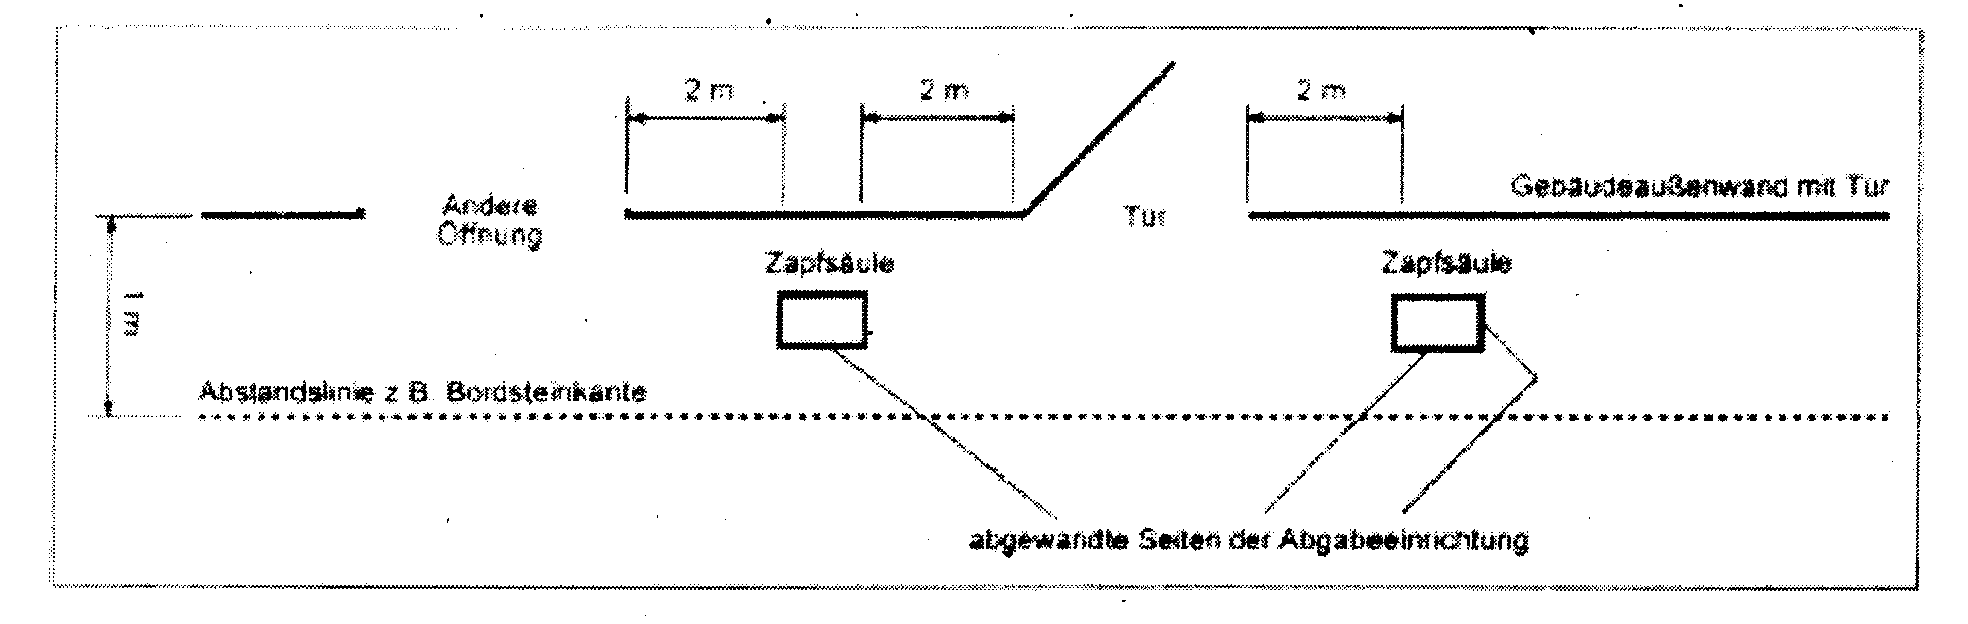 2 m
2 m
2 m
Gebäudeaußenwand mit Tür
Andere
Öffnung
Tür
Zapfsäule
Zapfsäule
1 m
Abstandslinie z B. Bordsteinkante
abgewandte Seiten der Abgabeeinrichtung